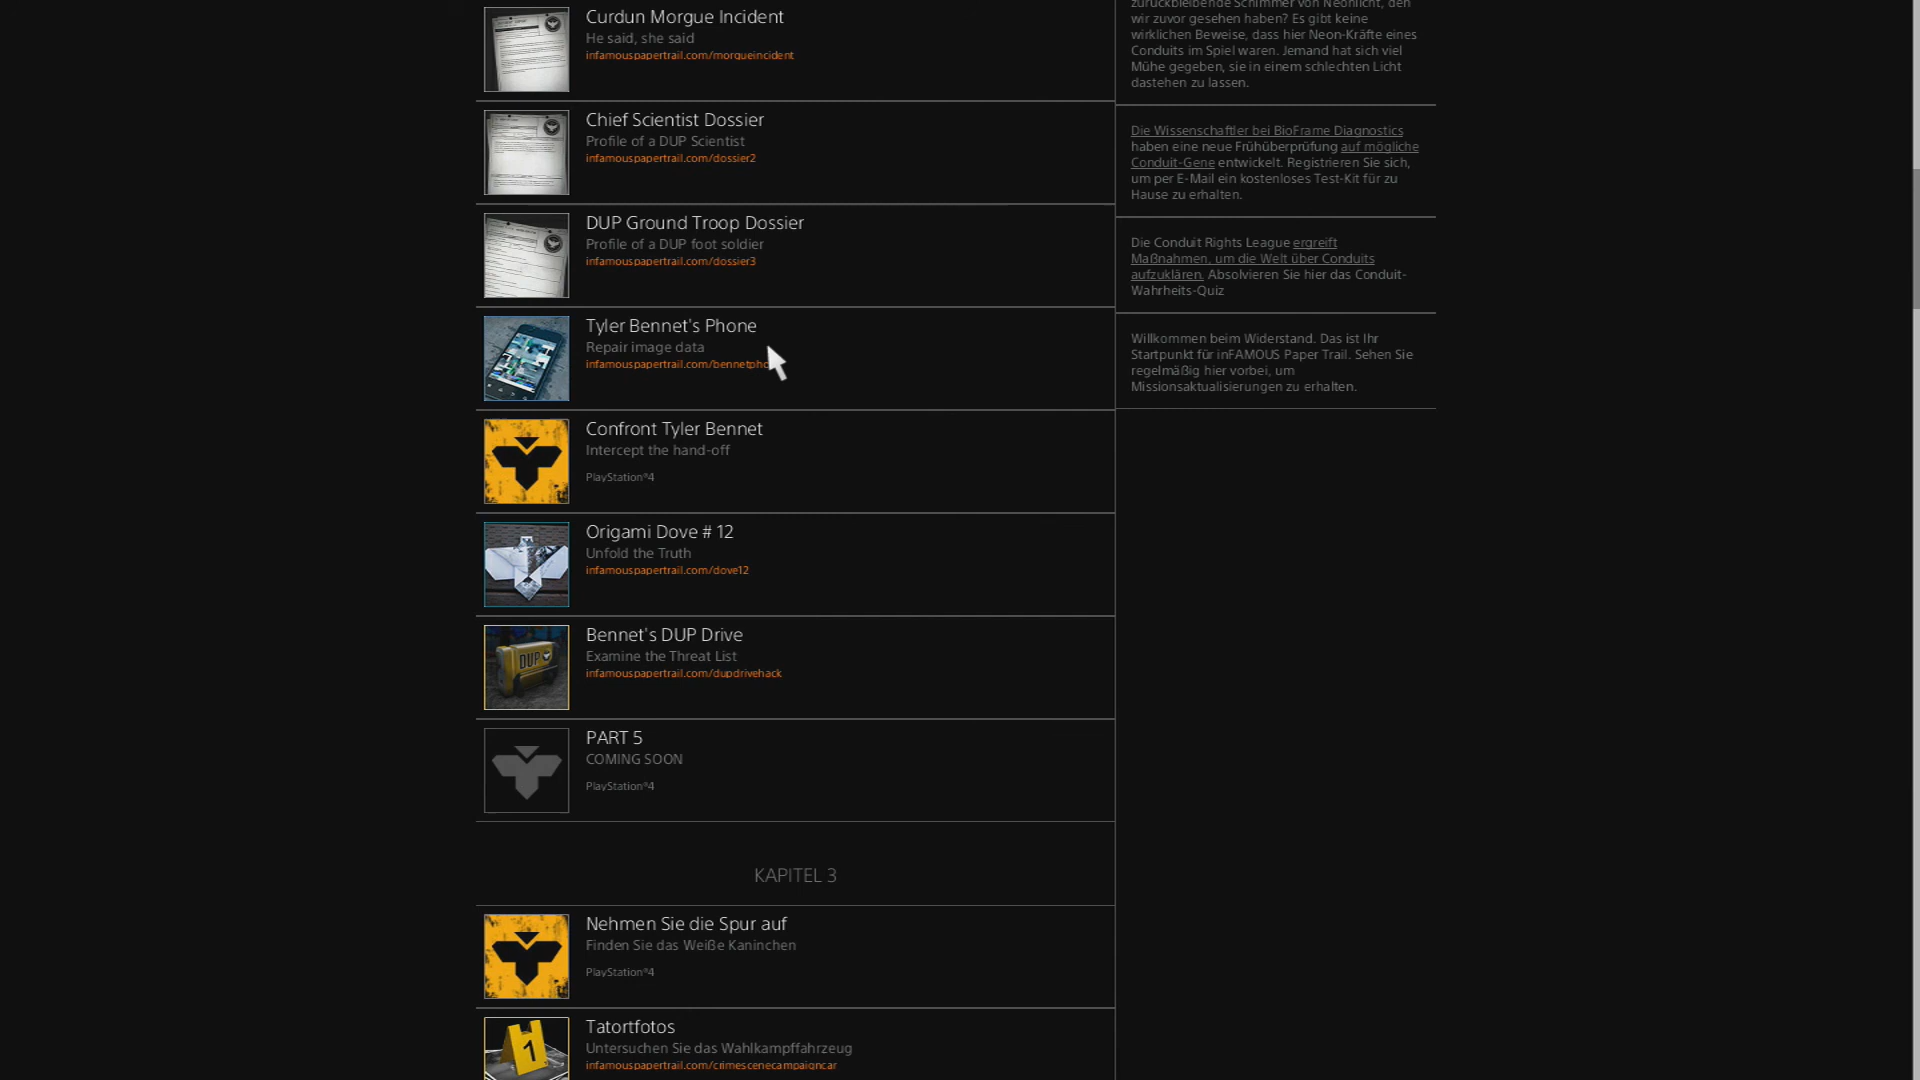 Curdun Morgue Incident
He said, she said
infamouspapertrail.com/morgueincident
Chief Scientist Dossier
Profile of a DUP Scientist
infamouspapertrail.com/dossier2
DUP Ground Troop Dossier
Profile of a DUP foot soldier
infamouspapertrail.com/dossier3
Tyler Bennet's Phone
Repair image data
infamouspapertrail.com/bennetpho
Confront Tyler Bennet
Intercept the hand-off
PlayStation®4
Origami Dove # 12
Unfold the Truth
infamouspapertrail.com/dove12
DUP
Bennet's DUP Drive
Examine the Threat List
infamouspapertrail.com/dupdrivehack
PART 5
COMING SOON
PlayStation®4
KAPITEL 3
Nehmen Sie die Spur auf
Finden Sie das Weiße Kaninchen
PlayStation®4
1
Tatortfotos
Untersuchen Sie das Wahlkampffahrzeug
infamouspapertrail.com/crimescenecampaigncar
zurückbleibende Schimmer von Neonlicht, den
wir zuvor gesehen haben? Es gibt keine
wirklichen Beweise, dass hier Neon-Kräfte eines
Conduits im Spiel waren. Jemand hat sich viel
Mühe gegeben, sie in einem schlechten Licht
dastehen zu lassen.
Die Wissenschaftler bei BioFrame Diagnostics
haben eine neue Frühüberprüfung auf mögliche
Conduit-Gene entwickelt. Registrieren Sie sich,
um per E-Mail ein kostenloses Test-Kit für zu
Hause zu erhalten.
Die Conduit Rights League ergreift
Maßnahmen, um die Welt über Conduits
aufzuklären. Absolvieren Sie hier das Conduit-
Wahrheits-Quiz
Willkommen beim Widerstand. Das ist Ihr
Startpunkt für inFAMOUS Paper Trail. Sehen Sie
regelmäßig hier vorbei, um
Missionsaktualisierungen zu erhalten.